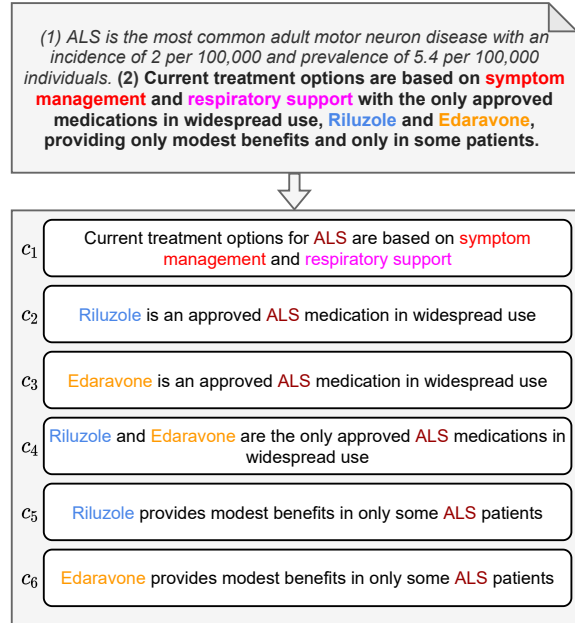 (1) ALS is the most common adult motor neuron disease with an
incidence of 2 per 100,000 and prevalence of 5.4 per 100,000
individuals. (2) Current treatment options are based on symptom
management and respiratory support with the only approved
medications in widespread use, Riluzole and Edaravone,
providing only modest benefits and only in some patients.
c1
Current treatment options for ALS are based on symptom
management and respiratory support
c2
Riluzole is an approved ALS medication in widespread use
c3
Edaravone is an approved ALS medication in widespread use
c4
Riluzole and Edaravone are the only approved ALS medications in
widespread use
c5
Riluzole provides modest benefits in only some ALS patients
c6
Edaravone provides modest benefits in only some ALS patients